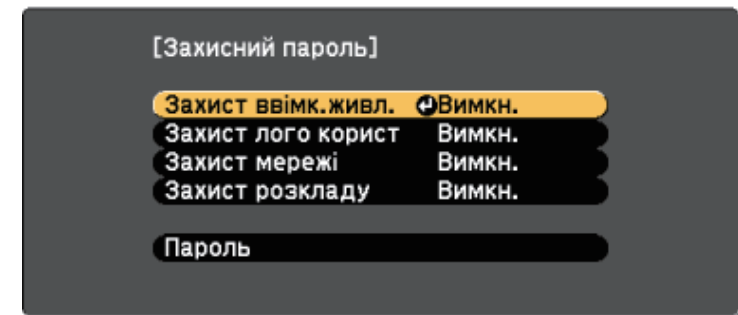 [Захисний пароль]
Захист ввімк.живл. Вимкн.
Захист лого корист Вимкн.
Захист мережі Вимкн.
Захист розкладу Вимкн.
Пароль